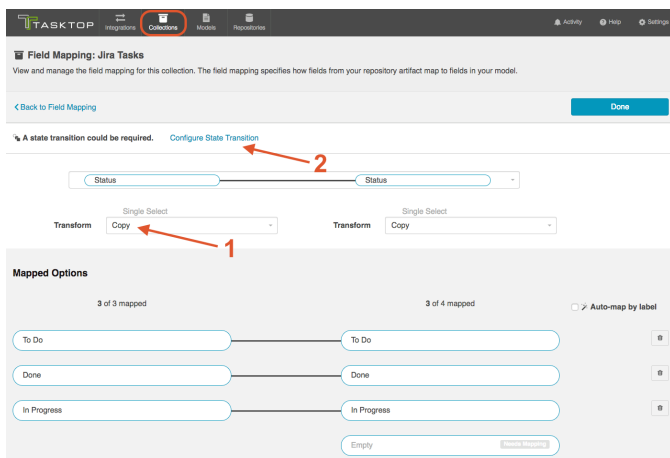 TASKTOP Integrations Collections Models Repositories Activity Help Settings
Field Mapping: Jira Tasks
View and manage the field mapping for this collection. The field mapping specifies how fields from your repository artifact map to fields in your model.
Back to Field Mapping Done
A state transition could be required. Configure State Transition
2
Status Status
Single Select Single Select
Transform Copy Transform Copy
1
Mapped Options
3 of 3 mapped 3 of 4 mapped Auto-map by label
To Do To Do
Done Done
In Progress In Progress
Empty Needs Mapping